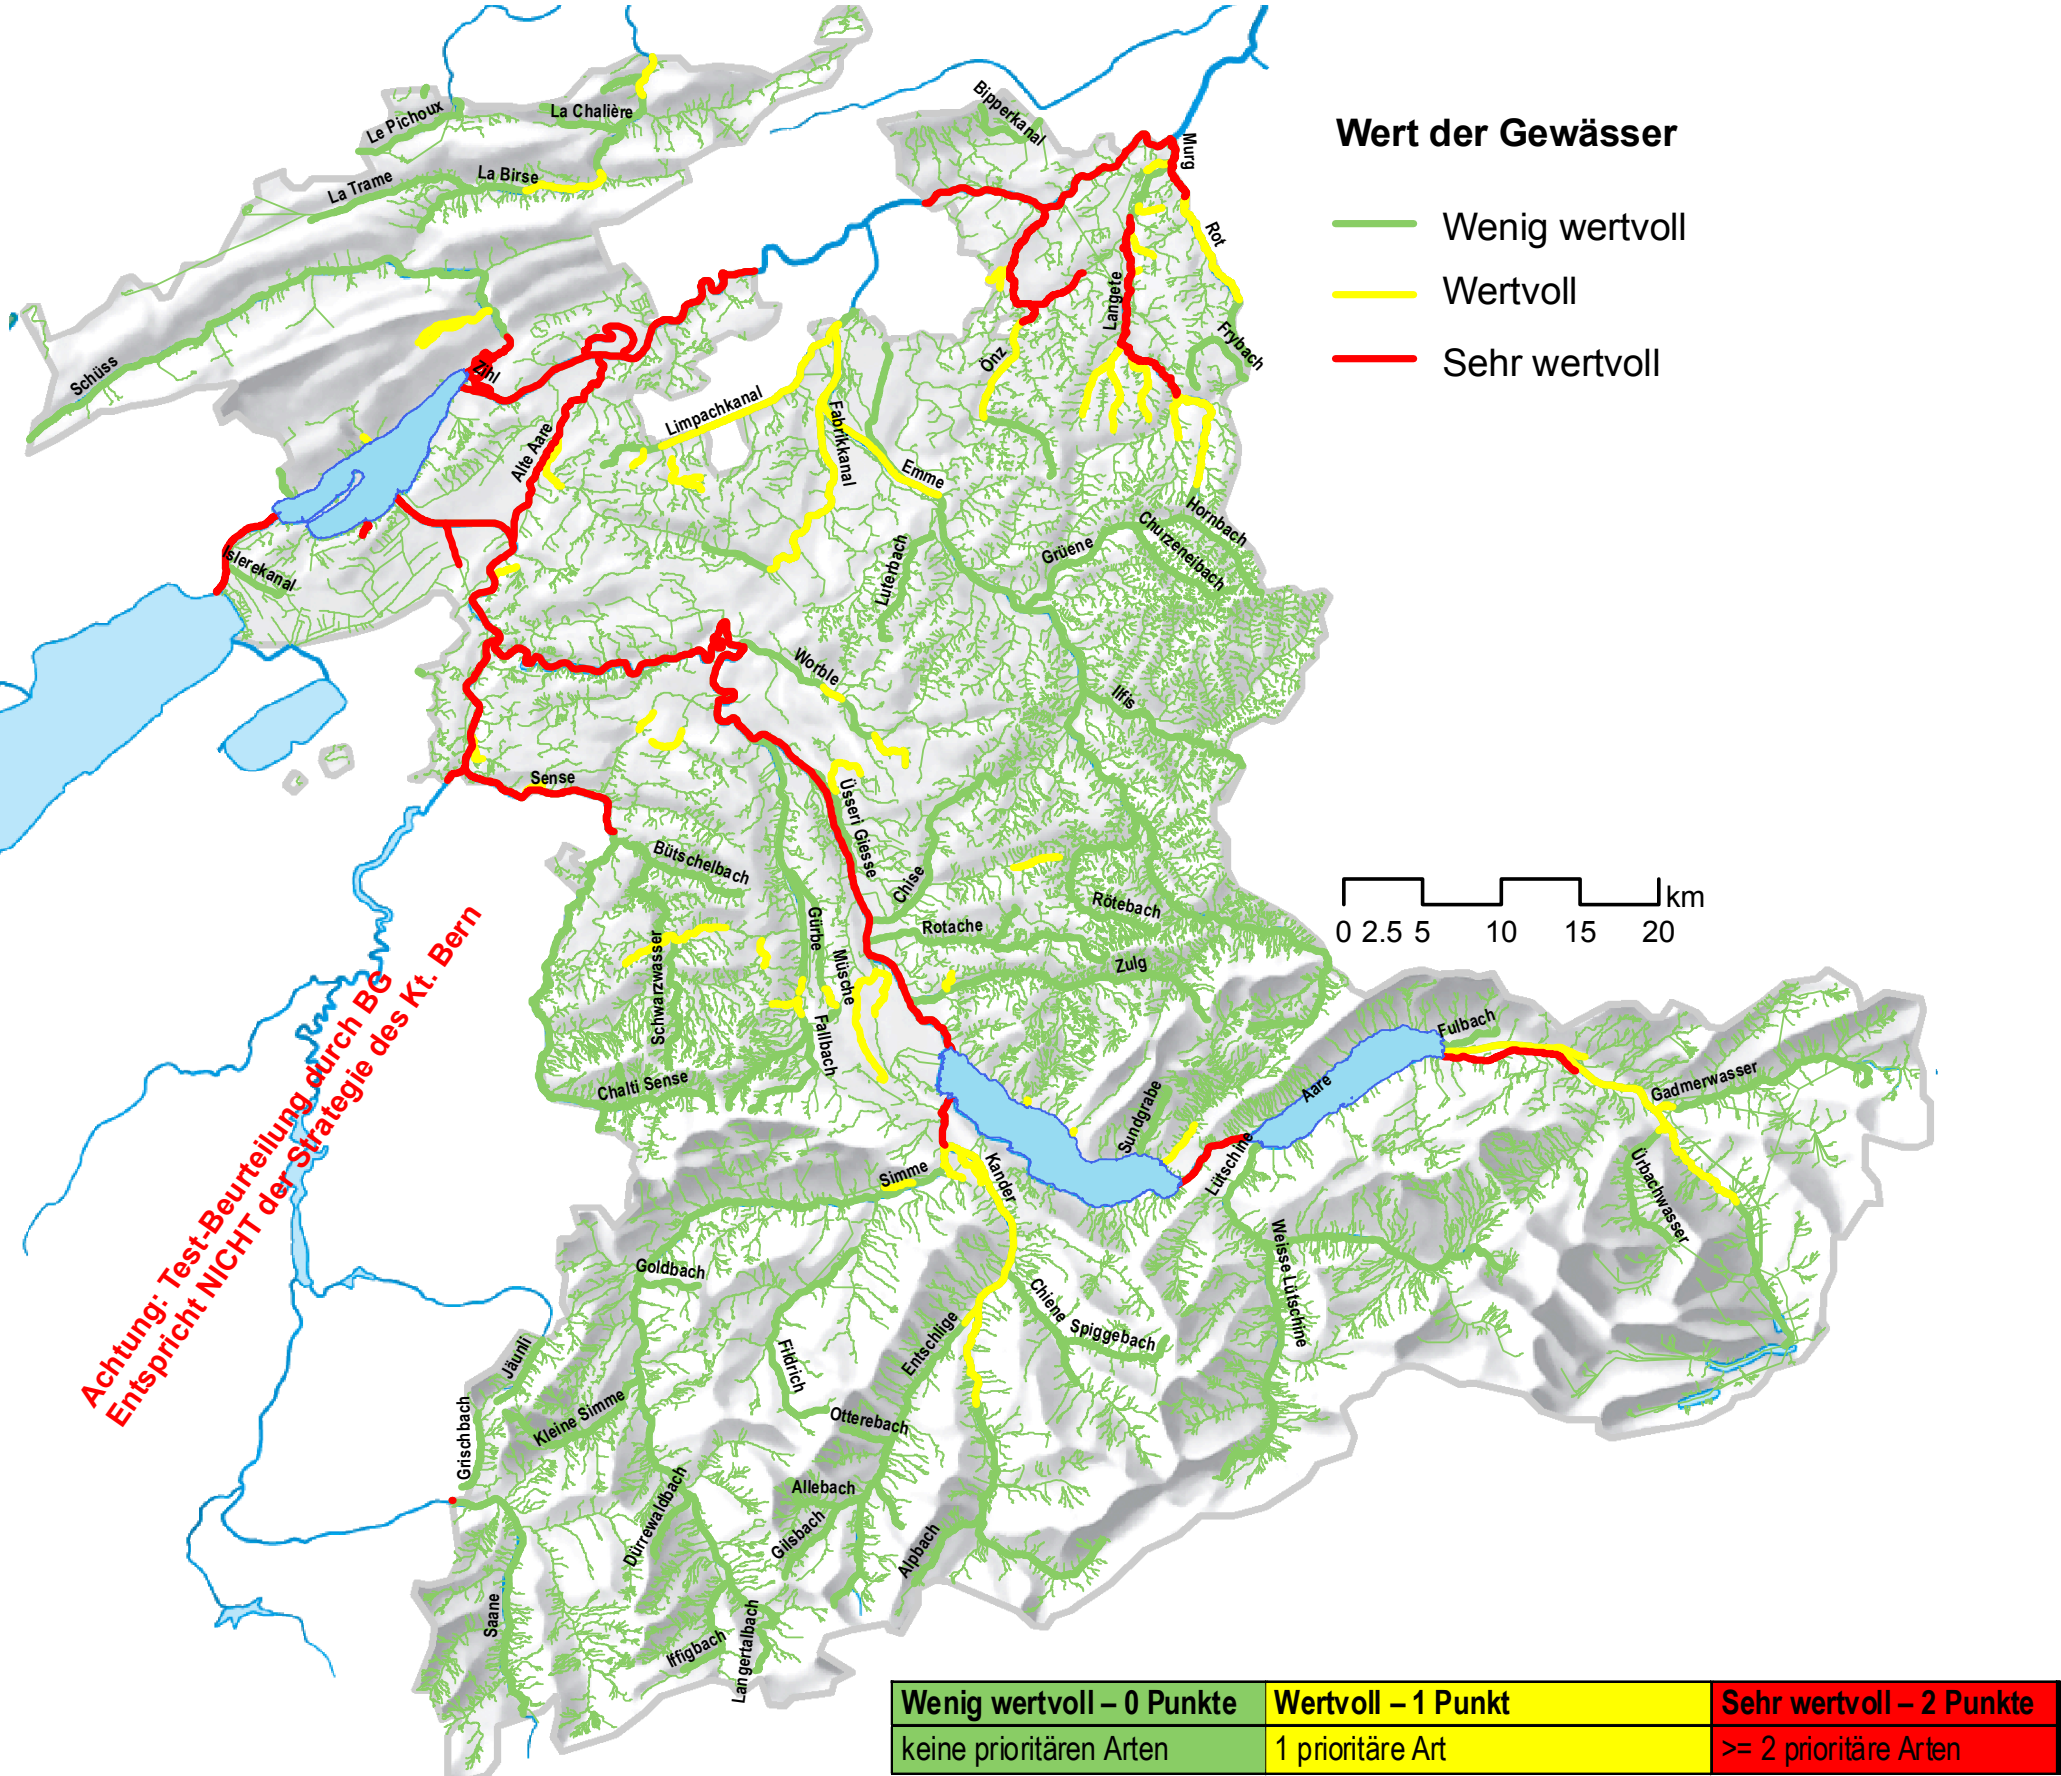 Wert der Gewässer
Wenig wertvoll
Wertvoll
Sehr wertvoll
Le Pichoux
La Chalière
La Trame
La Birse
Bipperkanal
Murg
Rot
Schüss
Zihl
Langete
Önz
Frybach
Limpachkanal
Alte Aare
Fabrikkanal
Emme
Hornbach
Churzeneibach
Grüene
Luterbach
Islerekanal
Worble
Ilfis
Sense
Üsseri Giesse
Bütschelbach
Chise
Rötebach
Rotache
Gürbe
Müsche
Zulg
Schwarzwasser
Fallbach
Chalti Sense
km
0 2.5 5 10 15 20
Fulbach
Aare
Gadmerwasser
Sundgrabe
Lütschine
Ürbachwasser
Simme
Kander
Weisse Lütschine
Goldbach
Chiene
Spiggebach
Entschlige
Fildrich
Jäunli
Kleine Simme
Grischbach
Otterebach
Allebach
Gilsbach
Alpbach
Dürrewaldbach
Saane
Iffigbach
Langertalbach
Achtung: Test-Beurteilung durch BG
Entspricht NICHT der Strategie des Kt. Bern
Wenig wertvoll – 0 Punkte Wertvoll – 1 Punkt Sehr wertvoll – 2 Punkte
keine prioritären Arten 1 prioritäre Art >= 2 prioritäre Arten